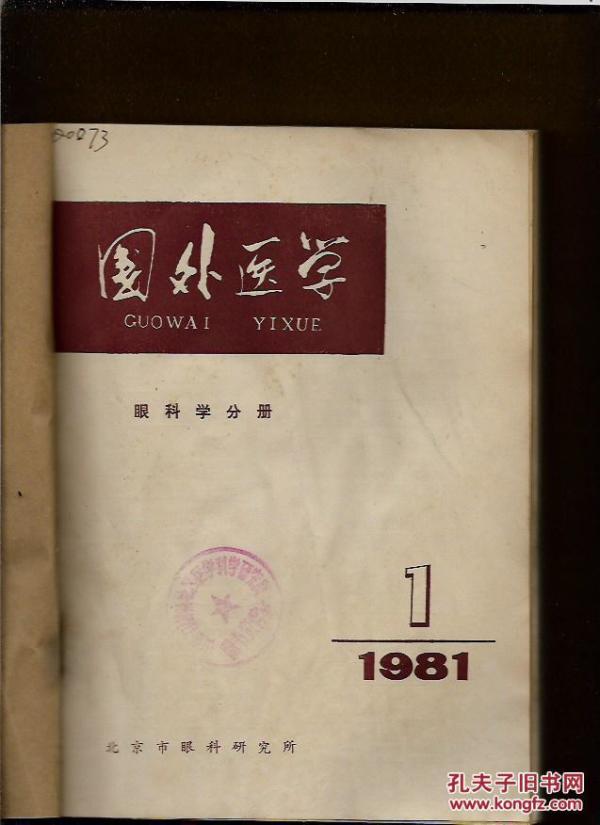 国外医学
GUOWAI YIXUE
眼科学分册
1
1981
北京市眼科研究所
孔夫子旧书网
www.kongfz.com